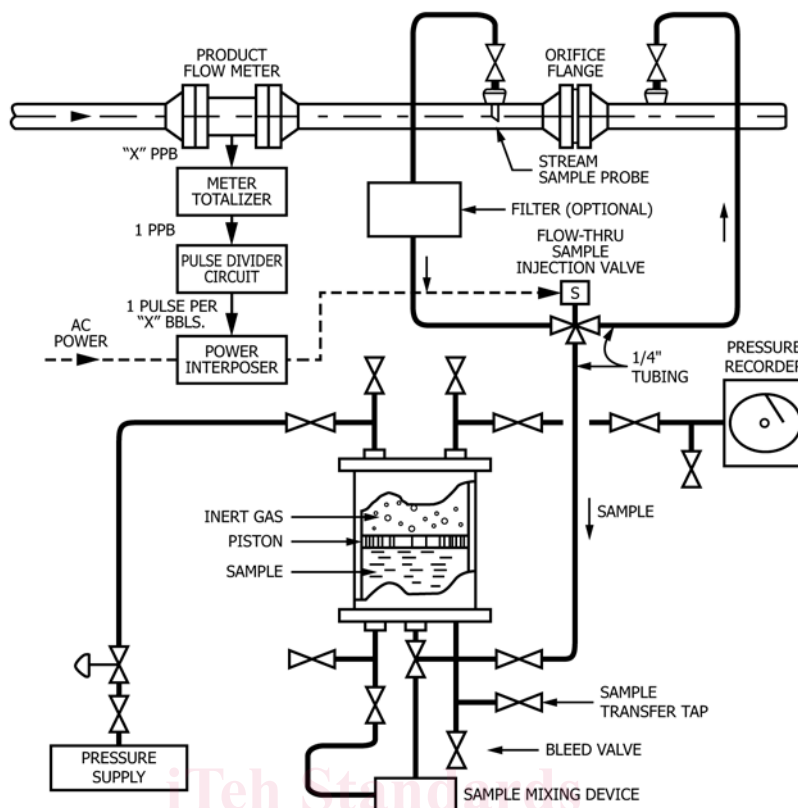 PRODUCT
FLOW METER
ORIFICE
FLANGE
"X" PPB
STREAM
SAMPLE PROBE
METER
TOTALIZER
FILTER (OPTIONAL)
1 PPB
FLOW-THRU
SAMPLE
INJECTION VALVE
PULSE DIVIDER
CIRCUIT
S
1 PULSE PER
"X" BBLS.
AC
POWER
POWER
INTERPOSER
1/4"
TUBING
PRESSURE
RECORDER
INERT GAS
SAMPLE
PISTON
SAMPLE
SAMPLE
TRANSFER TAP
BLEED VALVE
PRESSURE
SUPPLY
SAMPLE MIXING DEVICE
iTeh Standards